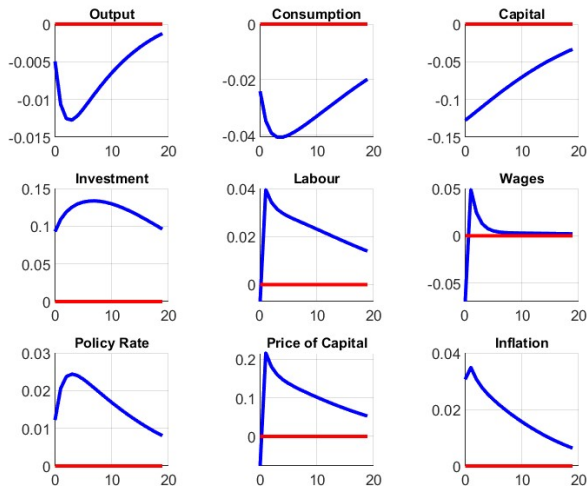 Output
0
-0.005
-0.01
-0.015
0 10 20
Consumption
0
-0.02
-0.04
0 10 20
Capital
0
-0.05
-0.1
-0.15
0 10 20
Investment
0.15
0.1
0.05
0
0 10 20
Labour
0.04
0.02
0
0 10 20
Wages
0.05
0
-0.05
0 10 20
Policy Rate
0.03
0.02
0.01
0
0 10 20
Price of Capital
0.2
0.1
0
0 10 20
Inflation
0.04
0.02
0
0 10 20